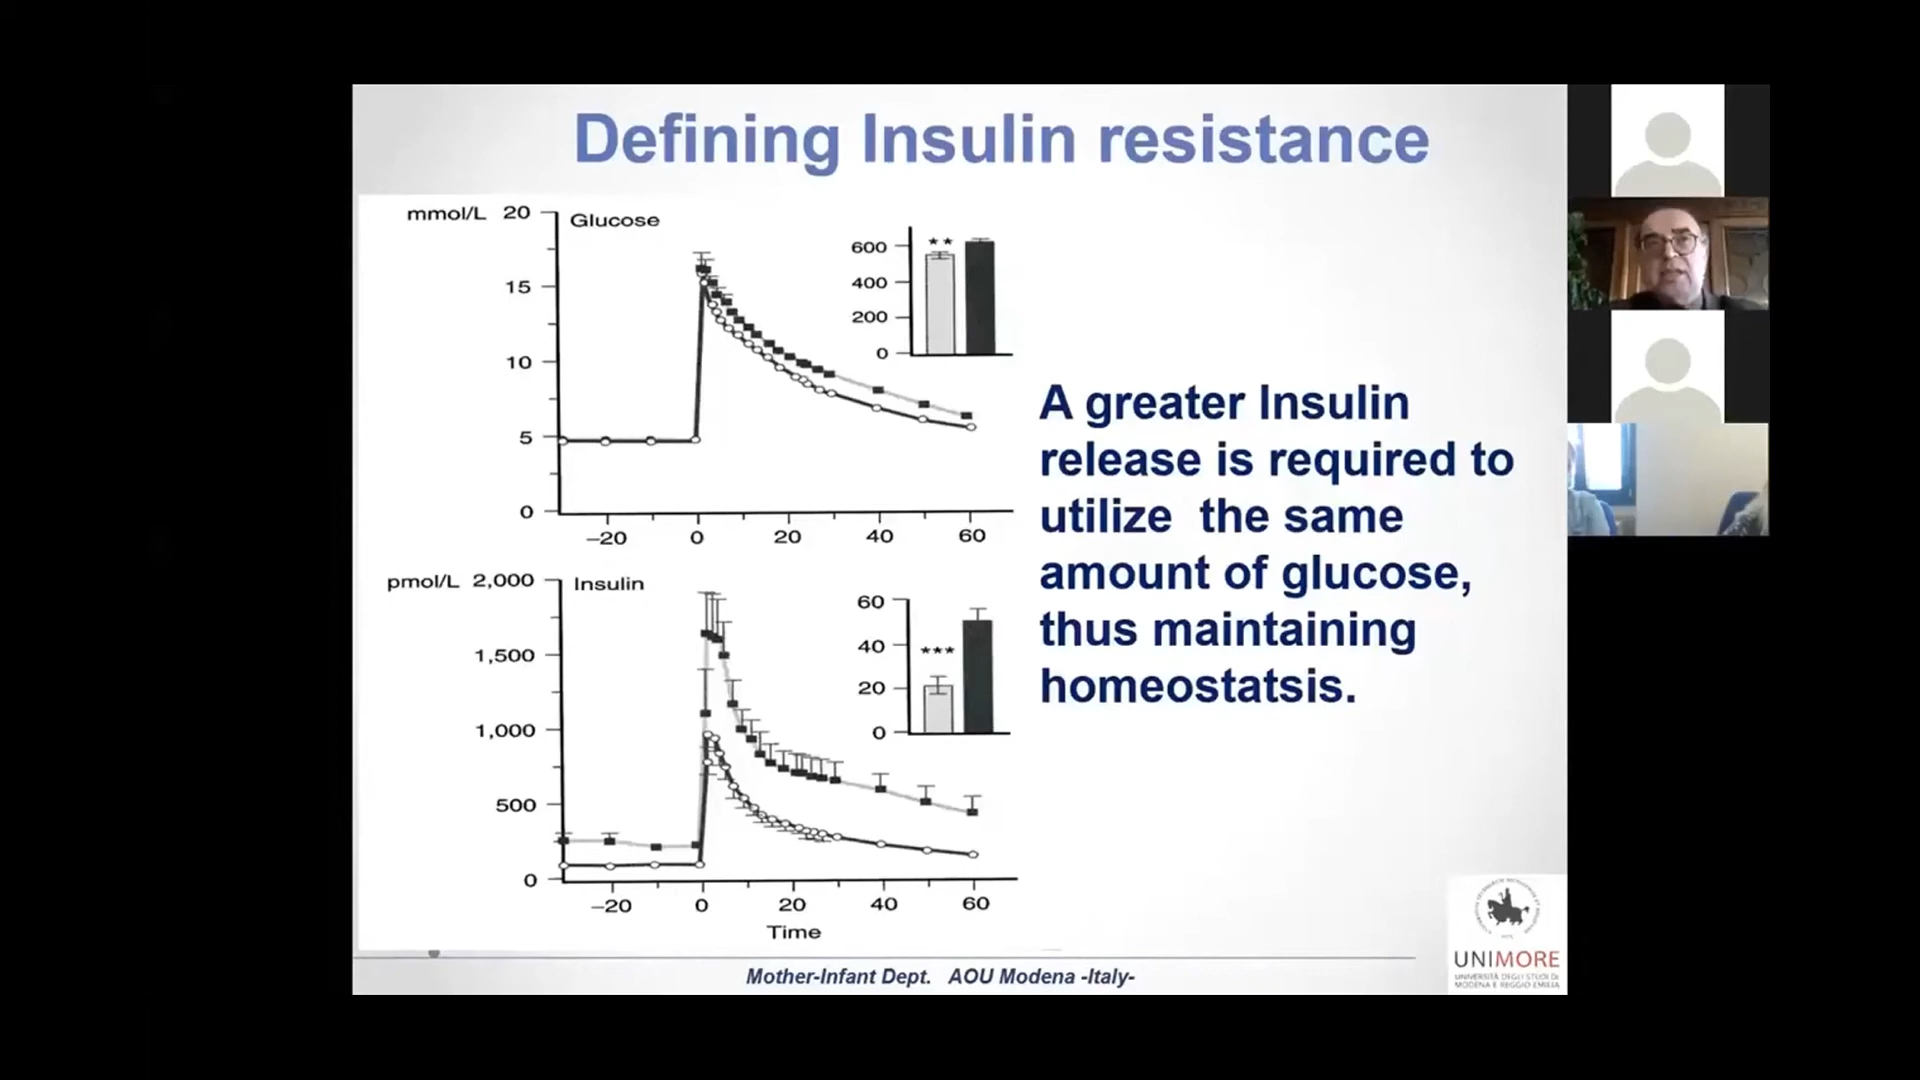 Defining Insulin resistance
mmol/L 20 Glucose
15
10
5
0
–20 0 20 40 60
600 **
400
200
0
pmol/L 2,000 Insulin
1,500
1,000
500
0
–20 0 20 40 60
Time
60
40 ***
20
0
A greater Insulin
release is required to
utilize the same
amount of glucose,
thus maintaining
homeostatsis.
Mother-Infant Dept. AOU Modena -Italy-
UNIMORE
UNIVERSITÀ DEGLI STUDI DI
MODENA E REGGIO EMILIA